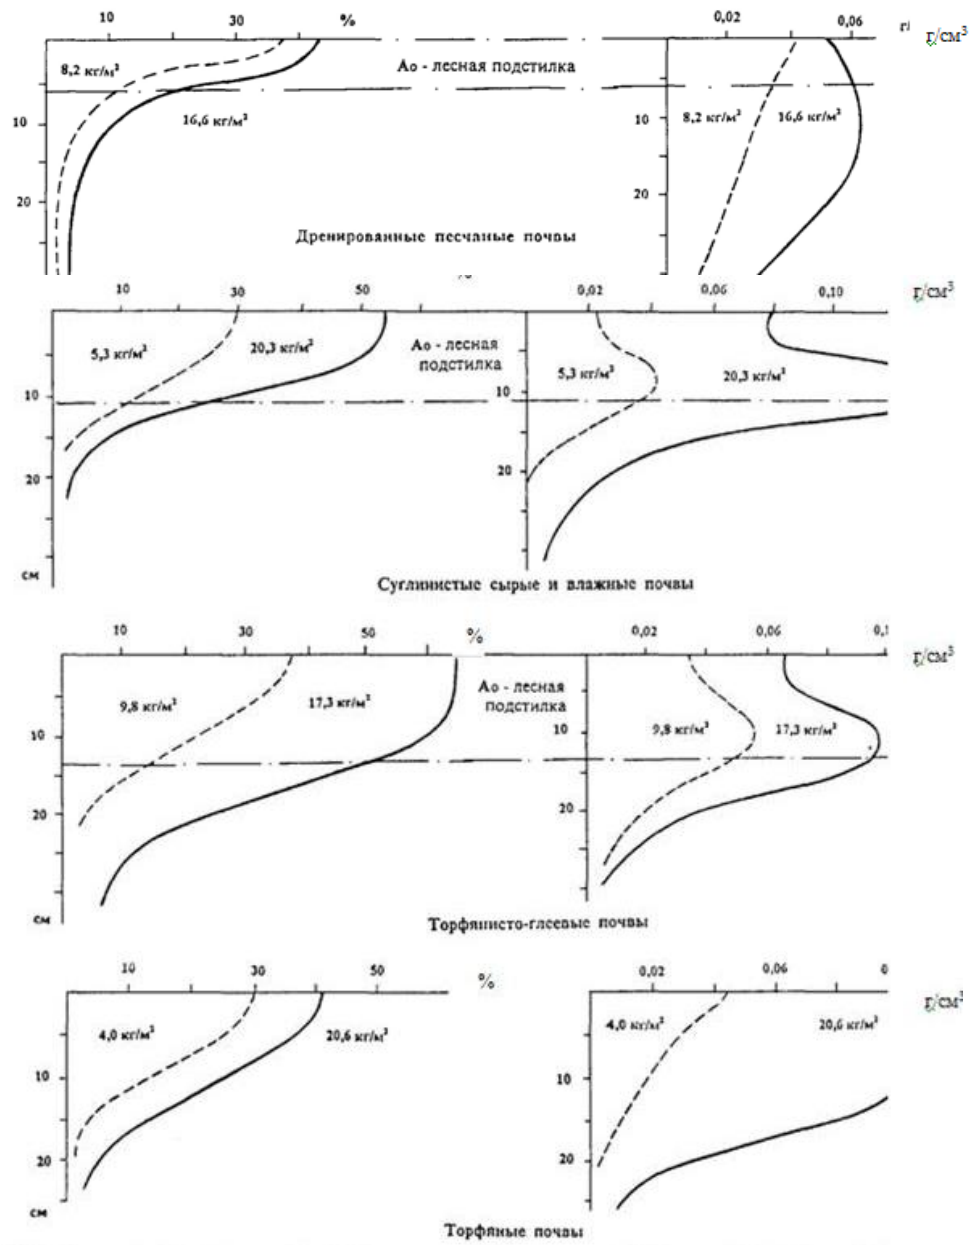 10 30 % 0,02 0,06 г/ г/см³
8,2 кг/м²
Ао - лесная подстилка
16,6 кг/м²
8,2 кг/м² 16,6 кг/м²
10 10
20 20
Дренированные песчаные почвы
10 30 50 % 0,02 0,06 0,10 г/см³
5,3 кг/м² 20,3 кг/м²
Ао - лесная
подстилка
5,3 кг/м² 20,3 кг/м²
10 10
20 20
см
Суглинистые сырые и влажные почвы
10 30 50 % 0,02 0,06 0,1 г/см³
9,8 кг/м² 17,3 кг/м²
Ао - лесная
подстилка
9,8 кг/м² 17,3 кг/м²
10 10
20 20
см
Торфянисто-глеевые почвы
10 30 50 % 0,02 0,06 0 г/см³
4,0 кг/м² 20,6 кг/м²
4,0 кг/м² 20,6 кг/м²
10 10
20 20
см
Торфяные почвы